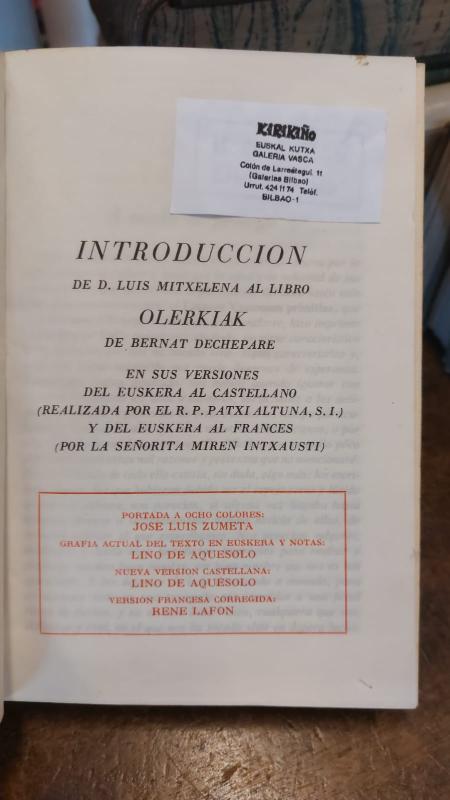 KIRIKIÑO
EUSKAL KUTXA
GALERIA VASCA
Colón de Larreátegui, 11
(Galerías Bilbao)
Urrut. 424 11 74 Teléf.
BILBAO-1
INTRODUCCION
DE D. LUIS MITXELENA AL LIBRO
OLERKIAK
DE BERNAT DECHEPARE
EN SUS VERSIONES
DEL EUSKERA AL CASTELLANO
(REALIZADA POR EL R. P. PATXI ALTUNA, S. I.)
Y DEL EUSKERA AL FRANCES
(POR LA SEÑORITA MIREN INTXAUSTI)
PORTADA A OCHO COLORES:
JOSE LUIS ZUMETA
GRAFIA ACTUAL DEL TEXTO EN EUSKERA Y NOTAS:
LINO DE AQUESOLO
NUEVA VERSION CASTELLANA:
LINO DE AQUESOLO
VERSION FRANCESA CORREGIDA:
RENE LAFON